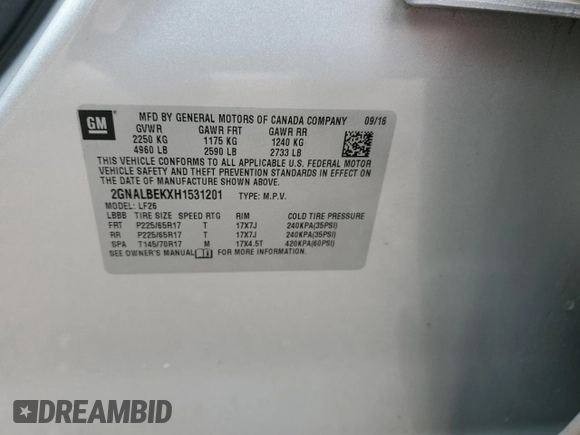 GM
MFD BY GENERAL MOTORS OF CANADA COMPANY 09/16
GVWR GAWR FRT GAWR RR
2250 KG 1175 KG 1240 KG
4960 LB 2590 LB 2733 LB
THIS VEHICLE CONFORMS TO ALL APPLICABLE U.S. FEDERAL MOTOR
VEHICLE SAFETY, BUMPER, AND THEFT PREVENTION STANDARDS IN
EFFECT ON THE DATE OF MANUFACTURE SHOWN ABOVE.
2GNALBEKXH1531201 TYPE: M.P.V.
MODEL: LF26
LBBB TIRE SIZE SPEED RTG RIM COLD TIRE PRESSURE
FRT P225/65R17 T 17X7J 240KPA(35PSI)
RR P225/65R17 T 17X7J 240KPA(35PSI)
SPA T145/70R17 M 17X4.5T 420KPA(60PSI)
SEE OWNER'S MANUAL FOR MORE INFORMATION.
DREAMBID